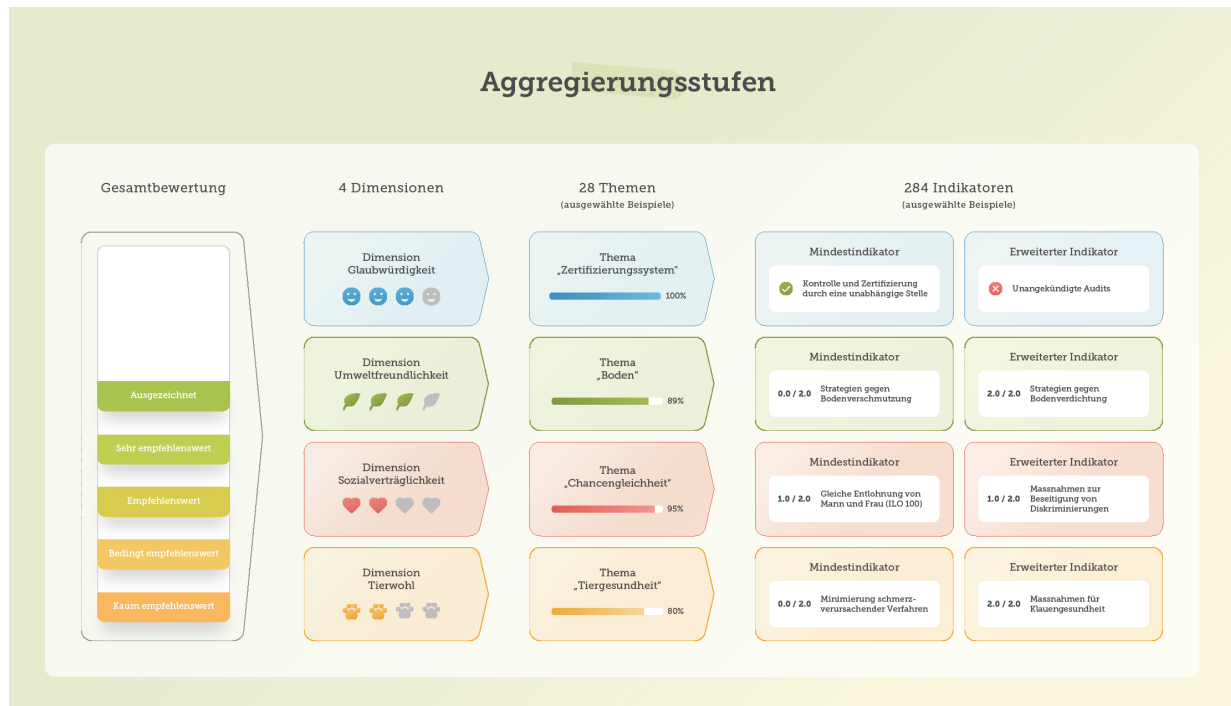 Aggregierungsstufen
Gesamtbewertung
Ausgezeichnet
Sehr empfehlenswert
Empfehlenswert
Bedingt empfehlenswert
Kaum empfehlenswert
4 Dimensionen
Dimension
Glaubwürdigkeit
Dimension
Umweltfreundlichkeit
Dimension
Sozialverträglichkeit
Dimension
Tierwohl
28 Themen
(ausgewählte Beispiele)
Thema
„Zertifizierungssystem"
100%
Thema
„Boden"
89%
Thema
„Chancengleichheit"
95%
Thema
„Tiergesundheit"
80%
284 Indikatoren
(ausgewählte Beispiele)
Mindestindikator
Kontrolle und Zertifizierung
durch eine unabhängige Stelle
Erweiterter Indikator
Unangekündigte Audits
Mindestindikator
0.0 / 2.0 Strategien gegen
Bodenverschmutzung
Erweiterter Indikator
2.0 / 2.0 Strategien gegen
Bodenverdichtung
Mindestindikator
1.0 / 2.0 Gleiche Entlohnung von
Mann und Frau (ILO 100)
Erweiterter Indikator
1.0 / 2.0 Massnahmen zur
Beseitigung von
Diskriminierungen
Mindestindikator
0.0 / 2.0 Minimierung schmerz-
verursachender Verfahren
Erweiterter Indikator
2.0 / 2.0 Massnahmen für
Klauengesundheit